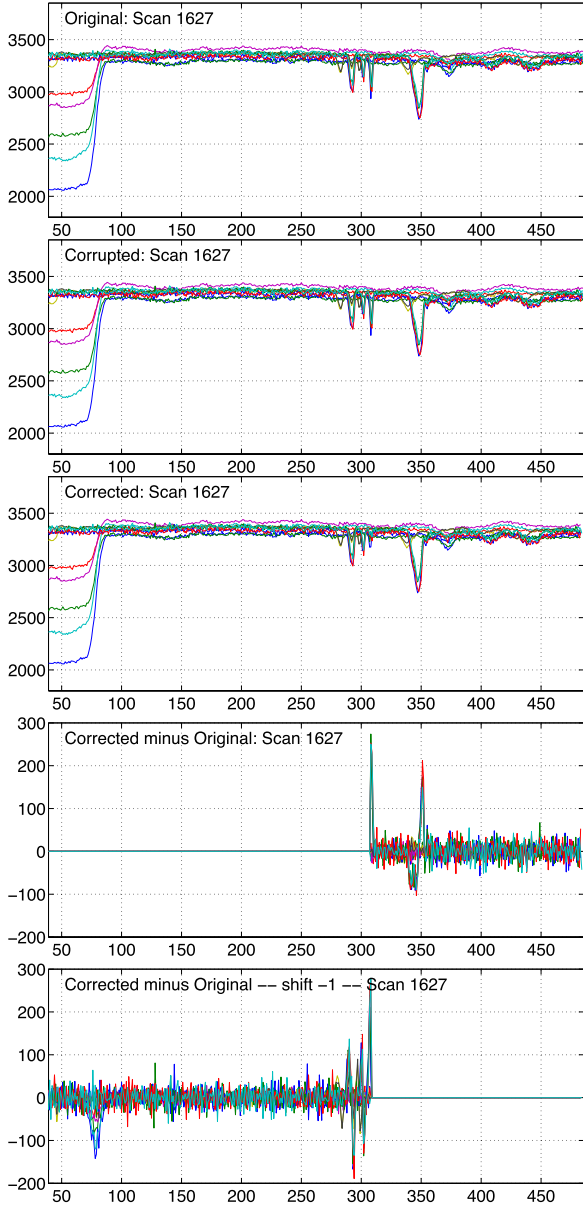 Original: Scan 1627
3500
3000
2500
2000
50 100 150 200 250 300 350 400 450
Corrupted: Scan 1627
3500
3000
2500
2000
50 100 150 200 250 300 350 400 450
Corrected: Scan 1627
3500
3000
2500
2000
50 100 150 200 250 300 350 400 450
300
Corrected minus Original: Scan 1627
200
100
0
−100
−200
50 100 150 200 250 300 350 400 450
300
Corrected minus Original −− shift −1 −− Scan 1627
200
100
0
−100
−200
50 100 150 200 250 300 350 400 450